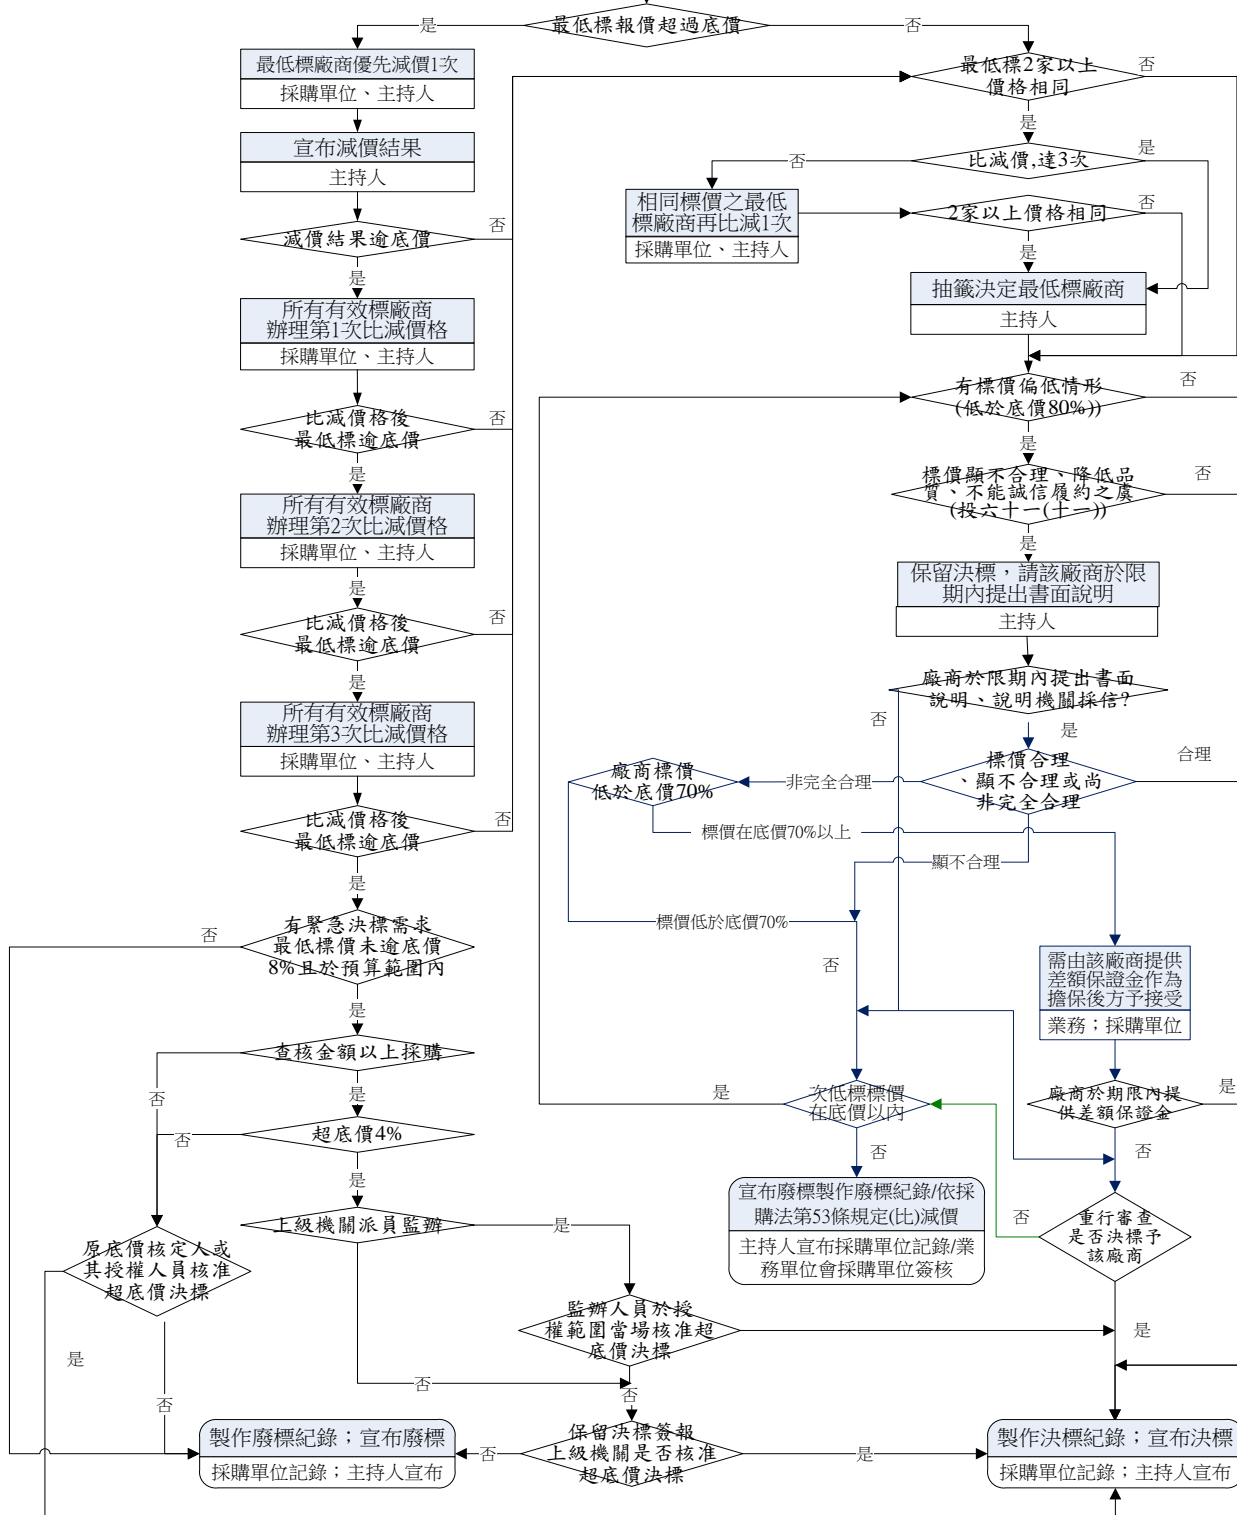 最低標報價超過底價
是
否
最低標廠商優先減價1次
採購單位、主持人
宣布減價結果
主持人
減價結果逾底價
否
是
所有有效標廠商
辦理第1次比減價格
採購單位、主持人
比減價格後
最低標逾底價
否
是
所有有效標廠商
辦理第2次比減價格
採購單位、主持人
是
比減價格後
最低標逾底價
否
是
所有有效標廠商
辦理第3次比減價格
採購單位、主持人
比減價格後
最低標逾底價
否
是
有緊急決標需求
最低標價未逾底價
8%且於預算範圍內
否
是
查核金額以上採購
否
是
超底價4%
否
是
上級機關派員監辦
是
否
原底價核定人或
其授權人員核准
超底價決標
是
否
監辦人員於授
權範圍當場核准超
底價決標
是
否
保留決標簽報
上級機關是否核准
超底價決標
否
是
製作廢標紀錄；宣布廢標
採購單位記錄；主持人宣布
最低標2家以上
價格相同
否
是
比減價,達3次
否
是
相同標價之最低
標廠商再比減1次
採購單位、主持人
2家以上價格相同
否
是
抽籤決定最低標廠商
主持人
有標價偏低情形
(低於底價80%))
否
是
標價顯不合理、降低品
質、不能誠信履約之虞
(投六十一(十一))
否
是
保留決標，請該廠商於限
期內提出書面說明
主持人
廠商於限期內提出書面
說明、說明機關採信?
否
是
標價合理
、顯不合理或尚
非完全合理
合理
非完全合理
顯不合理
廠商標價
低於底價70%
標價在底價70%以上
標價低於底價70%
否
需由該廠商提供
差額保證金作為
擔保後方予接受
業務；採購單位
廠商於期限內提
供差額保證金
是
否
次低標標價
在底價以內
是
否
宣布廢標製作廢標紀錄/依採
購法第53條規定(比)減價
主持人宣布採購單位記錄/業
務單位會採購單位簽核
重行審查
是否決標予
該廠商
否
是
製作決標紀錄；宣布決標
採購單位記錄；主持人宣布